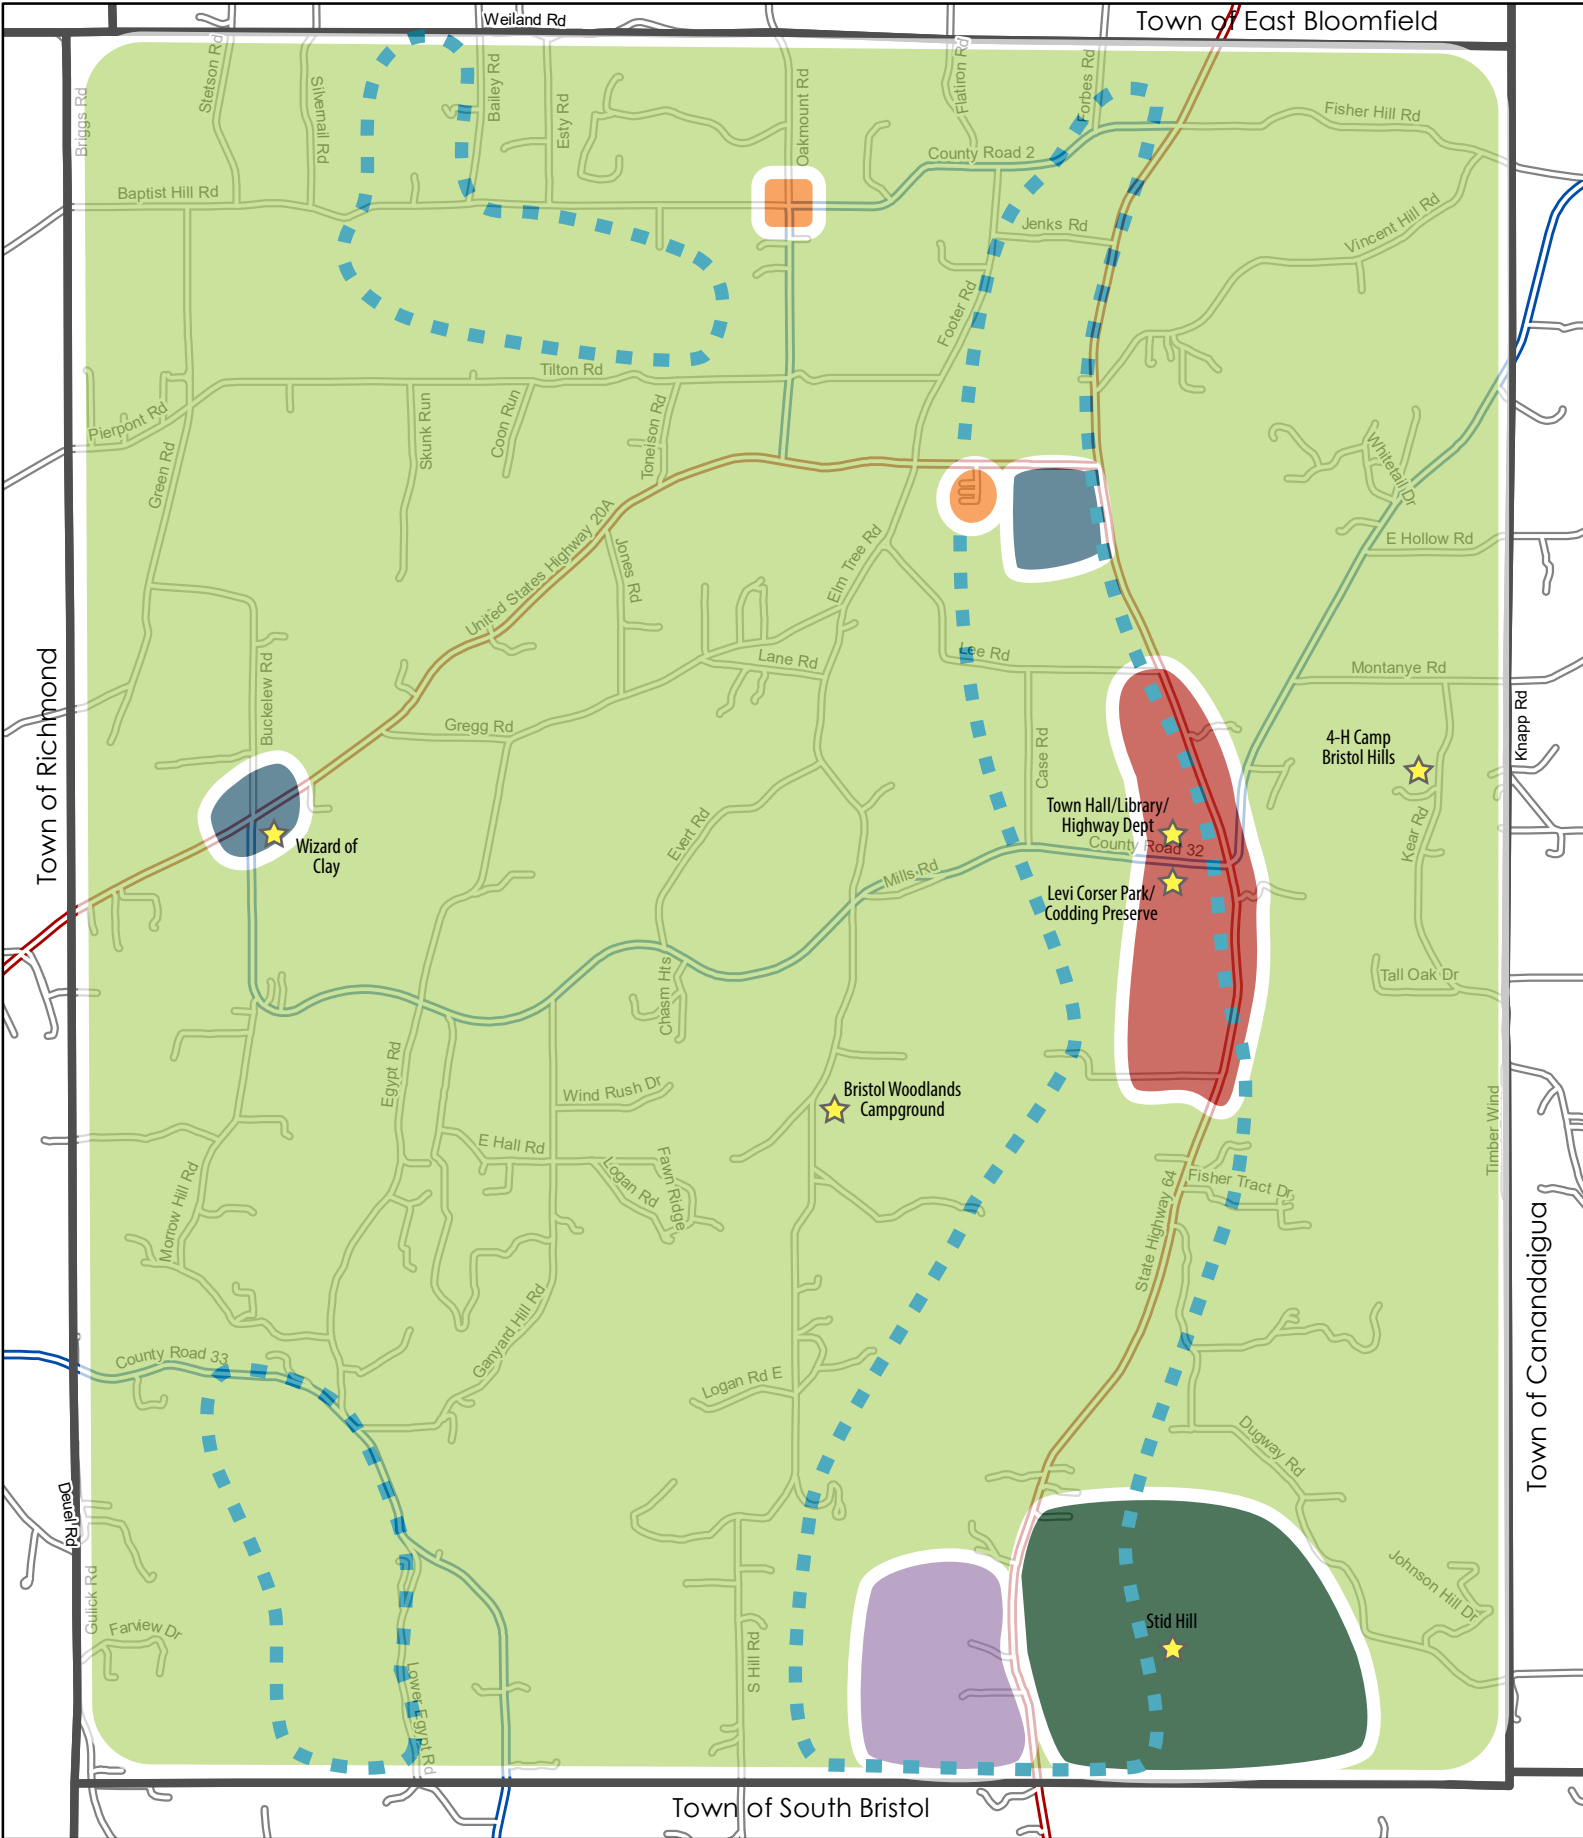 Weiland Rd
Town of East Bloomfield
Stetson Rd
Silvernail Rd
Bailey Rd
Esty Rd
Oakmount Rd
Flatiron Rd
Forbes Rd
Fisher Hill Rd
Briggs Rd
County Road 2
Baptist Hill Rd
Jenks Rd
Vincent Hill Rd
Footer Rd
Tilton Rd
Pierpont Rd
Skunk Run
Coon Run
Toneison Rd
Green Rd
Whitetail Dr
E Hollow Rd
United States Highway 20A
Jones Rd
Elm Tree Rd
Lee Rd
Lane Rd
Montanye Rd
Buckelew Rd
Gregg Rd
Case Rd
Knapp Rd
Town of Richmond
4-H Camp
Bristol Hills
Town Hall/Library/
Highway Dept
County Road 32
Wizard of
Clay
Evert Rd
Kear Rd
Mills Rd
Levi Corser Park/
Codding Preserve
Chasm Hts
Tall Oak Dr
Egypt Rd
Wind Rush Dr
Bristol Woodlands
Campground
Timber Wind
E Hall Rd
Logan Rd
Fawn Ridge
Morrow Hill Rd
State Highway 64
Fisher Tract Dr
Town of Canandaigua
Ganyard Hill Rd
County Road 33
Logan Rd E
Dugway Rd
Deuel Rd
Gulick Rd
Farview Dr
Johnson Hill Dr
Stid Hill
S Hill Rd
Lower Egypt Rd
Town of South Bristol